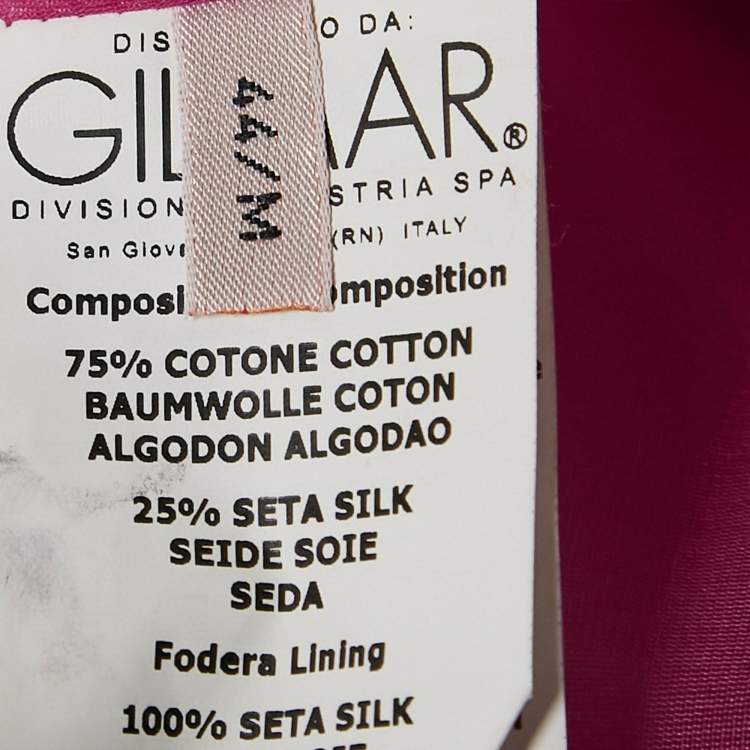 DIS O DA:
GIL AR®
DIVISION STRIA SPA
San Giov (RN) ITALY
44/M
Composi mposition
75% COTONE COTTON
BAUMWOLLE COTON
ALGODON ALGODAO
25% SETA SILK
SEIDE SOIE
SEDA
Fodera Lining
100% SETA SILK